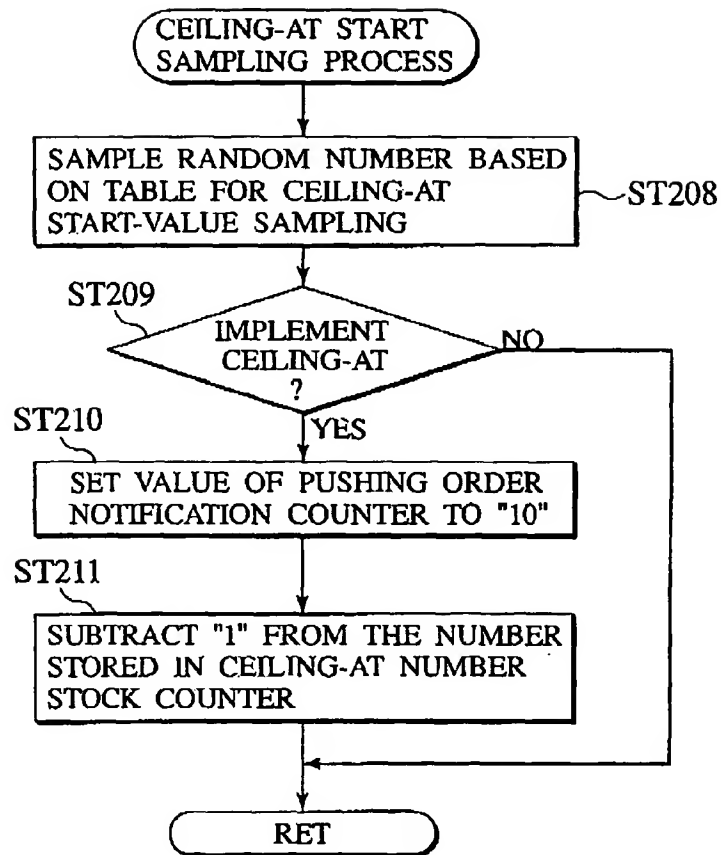 CEILING-AT START
SAMPLING PROCESS
SAMPLE RANDOM NUMBER BASED
ON TABLE FOR CEILING-AT
START-VALUE SAMPLING
ST208
ST209
IMPLEMENT
CEILING-AT
?
NO
YES
ST210
SET VALUE OF PUSHING ORDER
NOTIFICATION COUNTER TO "10"
ST211
SUBTRACT "1" FROM THE NUMBER
STORED IN CEILING-AT NUMBER
STOCK COUNTER
RET